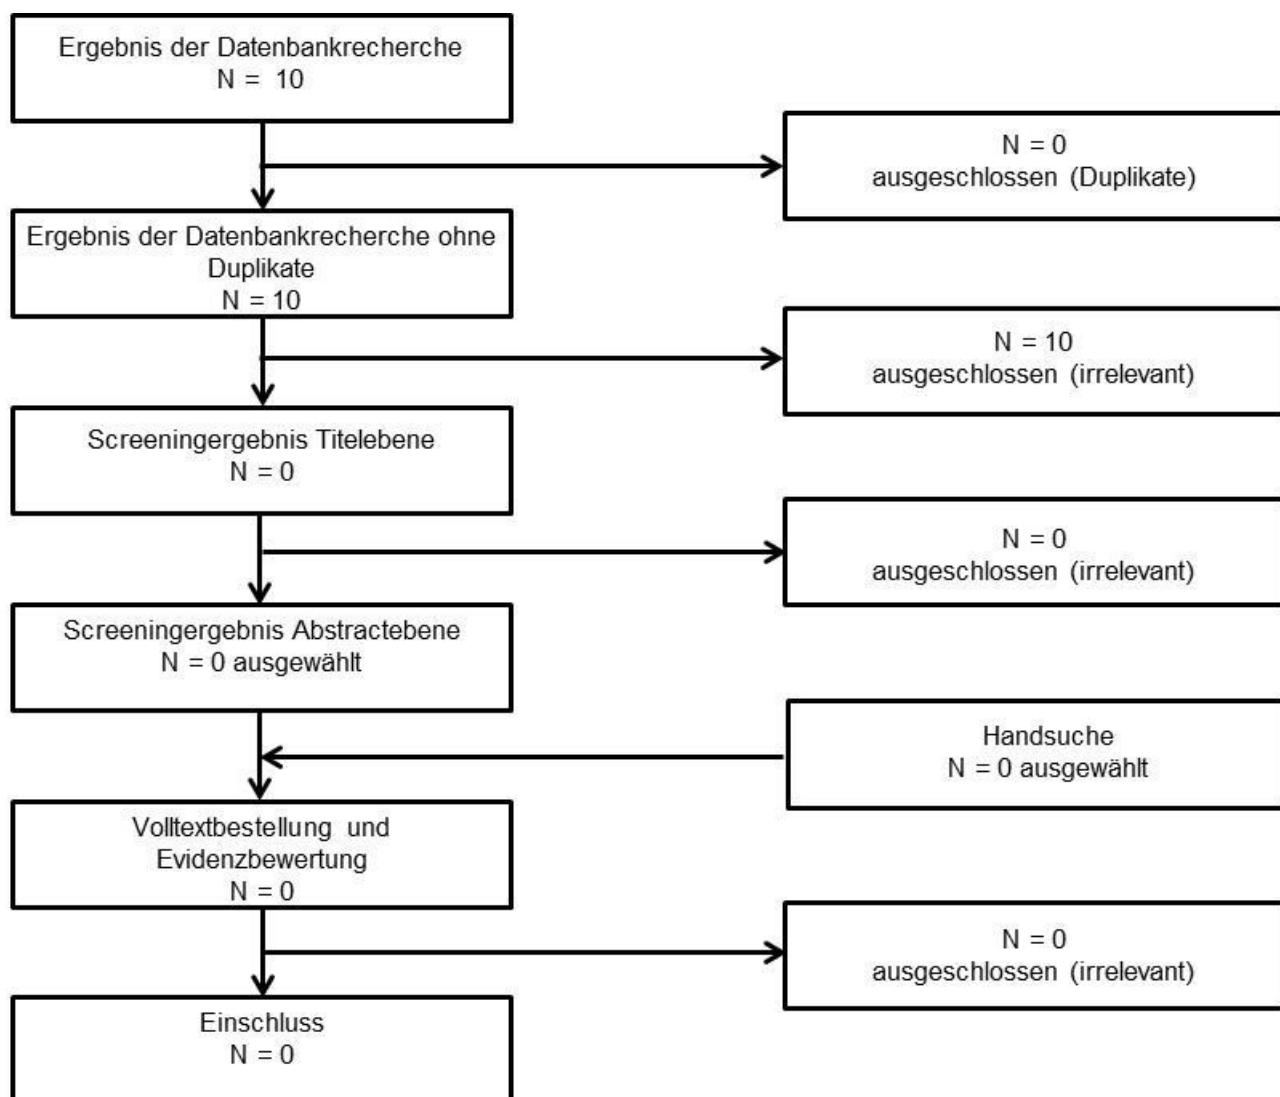 Ergebnis der Datenbankrecherche
N = 10
N = 0
ausgeschlossen (Duplikate)
Ergebnis der Datenbankrecherche ohne
Duplikate
N = 10
N = 10
ausgeschlossen (irrelevant)
Screeningergebnis Titelebene
N = 0
N = 0
ausgeschlossen (irrelevant)
Screeningergebnis Abstractebene
N = 0 ausgewählt
Handsuche
N = 0 ausgewählt
Volltextbestellung und
Evidenzbewertung
N = 0
N = 0
ausgeschlossen (irrelevant)
Einschluss
N = 0